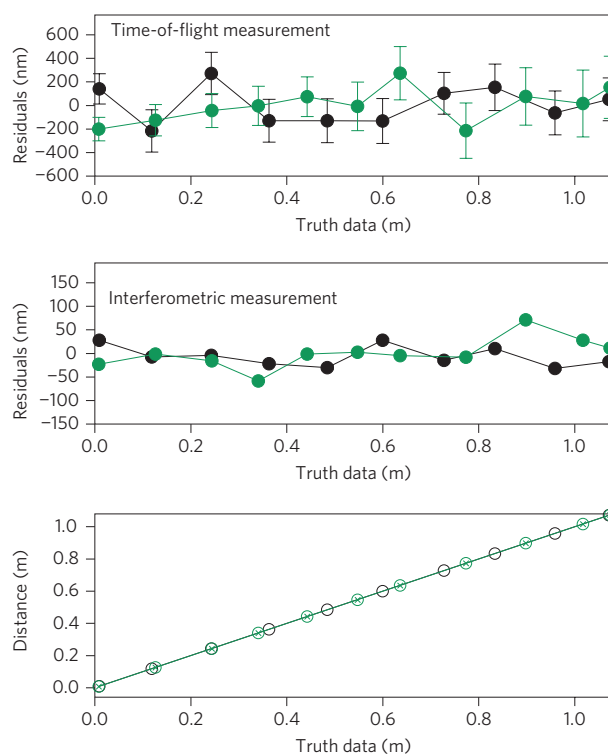 Time-of-flight measurement
Residuals (nm)
600
400
200
0
−200
−400
−600
0.0 0.2 0.4 0.6 0.8 1.0
Truth data (m)
Interferometric measurement
Residuals (nm)
150
100
50
0
−50
−100
−150
0.0 0.2 0.4 0.6 0.8 1.0
Truth data (m)
Distance (m)
1.0
0.8
0.6
0.4
0.2
0.0
0.0 0.2 0.4 0.6 0.8 1.0
Truth data (m)